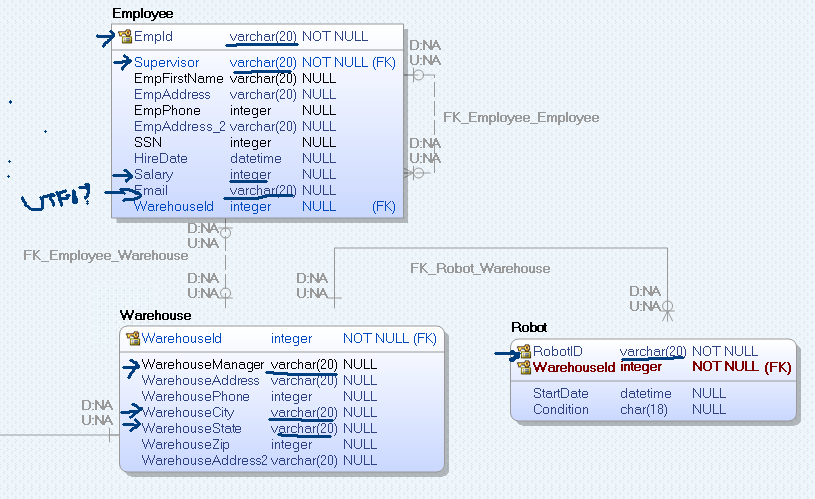 Employee
EmpId varchar(20) NOT NULL
Supervisor varchar(20) NOT NULL (FK)
EmpFirstName varchar(20) NULL
EmpAddress varchar(20) NULL
EmpPhone integer NULL
EmpAddress_2 varchar(20) NULL
SSN integer NULL
HireDate datetime NULL
Salary integer NULL
Email varchar(20) NULL
WarehouseId integer NULL (FK)
D:NA
U:NA
FK_Employee_Employee
D:NA
U:NA
D:NA
U:NA
FK_Employee_Warehouse
D:NA
U:NA
D:NA
U:NA
FK_Robot_Warehouse
D:NA
U:NA
Warehouse
WarehouseId integer NOT NULL (FK)
WarehouseManager varchar(20) NULL
WarehouseAddress varchar(20) NULL
WarehousePhone integer NULL
WarehouseCity varchar(20) NULL
WarehouseState varchar(20) NULL
WarehouseZip integer NULL
WarehouseAddress2 varchar(20) NULL
D:NA
U:NA
Robot
RobotID varchar(20) NOT NULL
WarehouseId integer NOT NULL (FK)
StartDate datetime NULL
Condition char(18) NULL